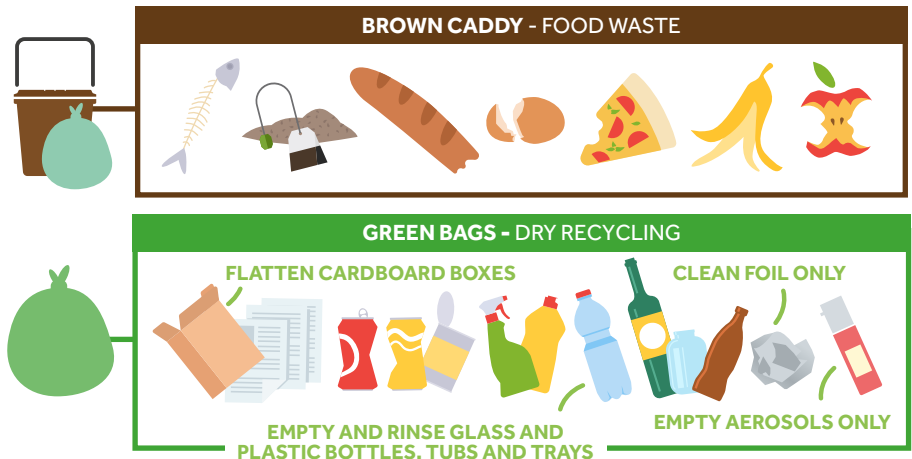 BROWN CADDY - FOOD WASTE
GREEN BAGS - DRY RECYCLING
FLATTEN CARDBOARD BOXES
CLEAN FOIL ONLY
EMPTY AND RINSE GLASS AND
PLASTIC BOTTLES, TUBS AND TRAYS
EMPTY AEROSOLS ONLY